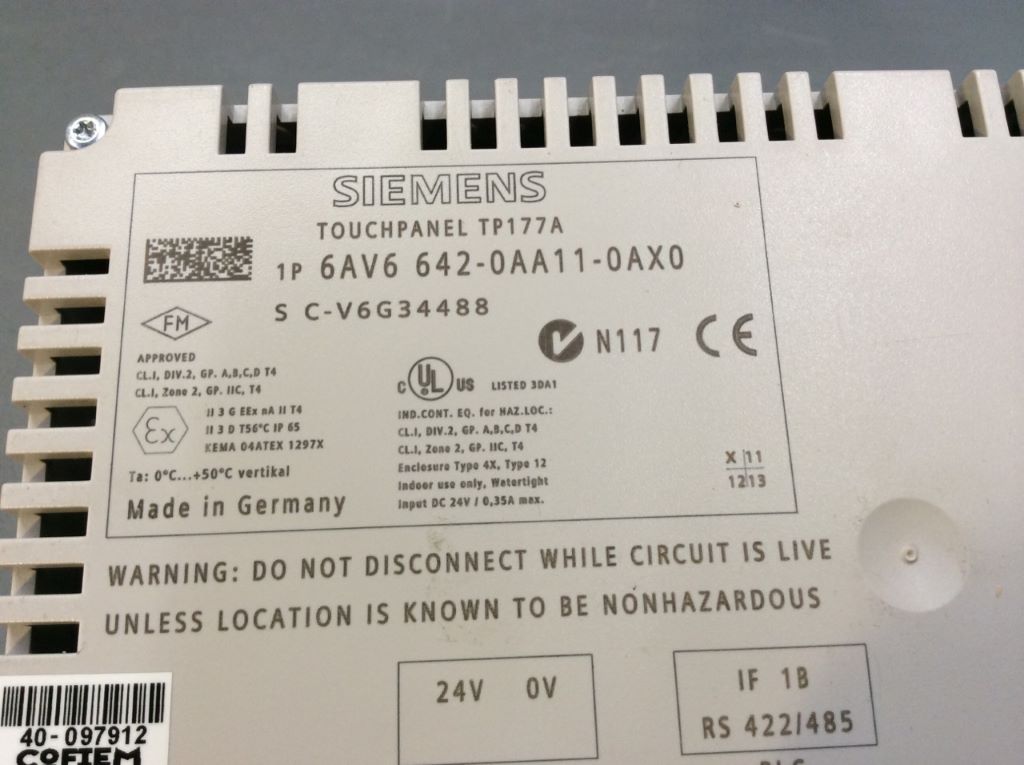 SIEMENS
TOUCHPANEL TP177A
1P 6AV6 642-0AA11-0AX0
S C-V6G34488
FM
N117 CE
APPROVED
CL.I, DIV.2, GP. A,B,C,D T4
CL.I, Zone 2, GP. IIC, T4
Ex
II 3 G EEx nA II T4
II 3 D T56°C IP 65
KEMA 04ATEX 1297X
Ta: 0°C...+50°C vertikal
Made in Germany
C UL US LISTED 3DA1
IND.CONT. EQ. for HAZ.LOC.:
CL.I, DIV.2, GP. A,B,C,D T4
CL.I, Zone 2, GP. IIC, T4
Enclosure Type 4X, Type 12
Indoor use only, Watertight
Input DC 24V / 0,35A max.
X 11
12 13
WARNING: DO NOT DISCONNECT WHILE CIRCUIT IS LIVE
UNLESS LOCATION IS KNOWN TO BE NONHAZARDOUS
24V 0V
IF 1B
RS 422/485
40-097912
COFIEM